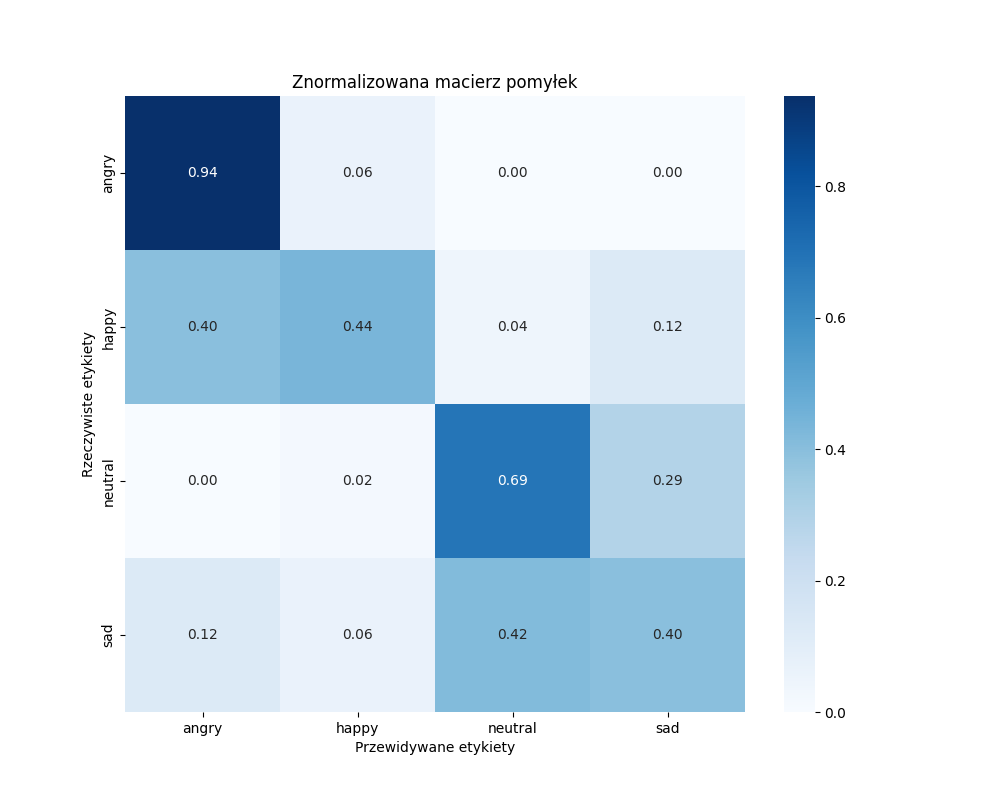 Znormalizowana macierz pomyłek
angry
0.94 0.06 0.00 0.00
happy
0.40 0.44 0.04 0.12
neutral
0.00 0.02 0.69 0.29
sad
0.12 0.06 0.42 0.40
Rzeczywiste etykiety
angry happy neutral sad
Przewidywane etykiety
0.8
0.6
0.4
0.2
0.0